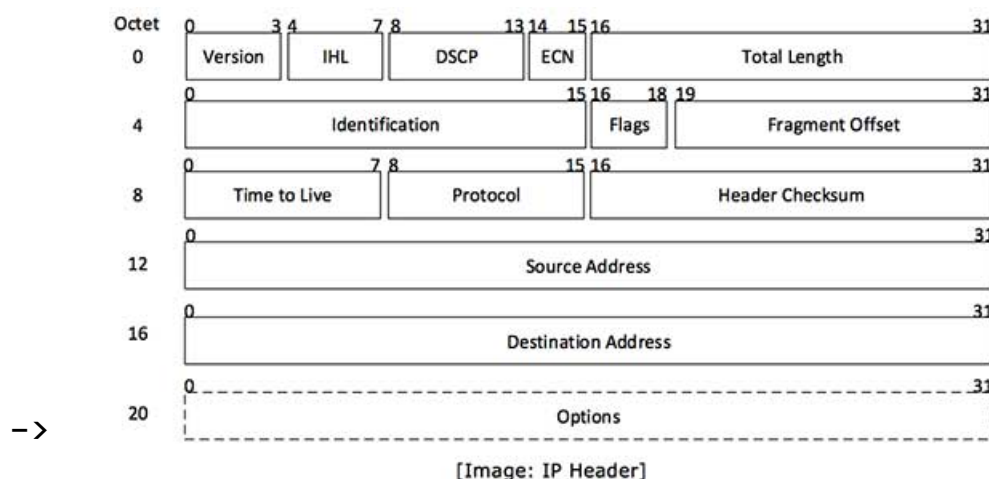 Octet
0 3 4 7 8 13 14 15 16 31
0 Version IHL DSCP ECN Total Length
0 15 16 18 19 31
4 Identification Flags Fragment Offset
0 7 8 15 16 31
8 Time to Live Protocol Header Checksum
0 31
12 Source Address
0 31
16 Destination Address
0 31
–> 20 Options
[Image: IP Header]